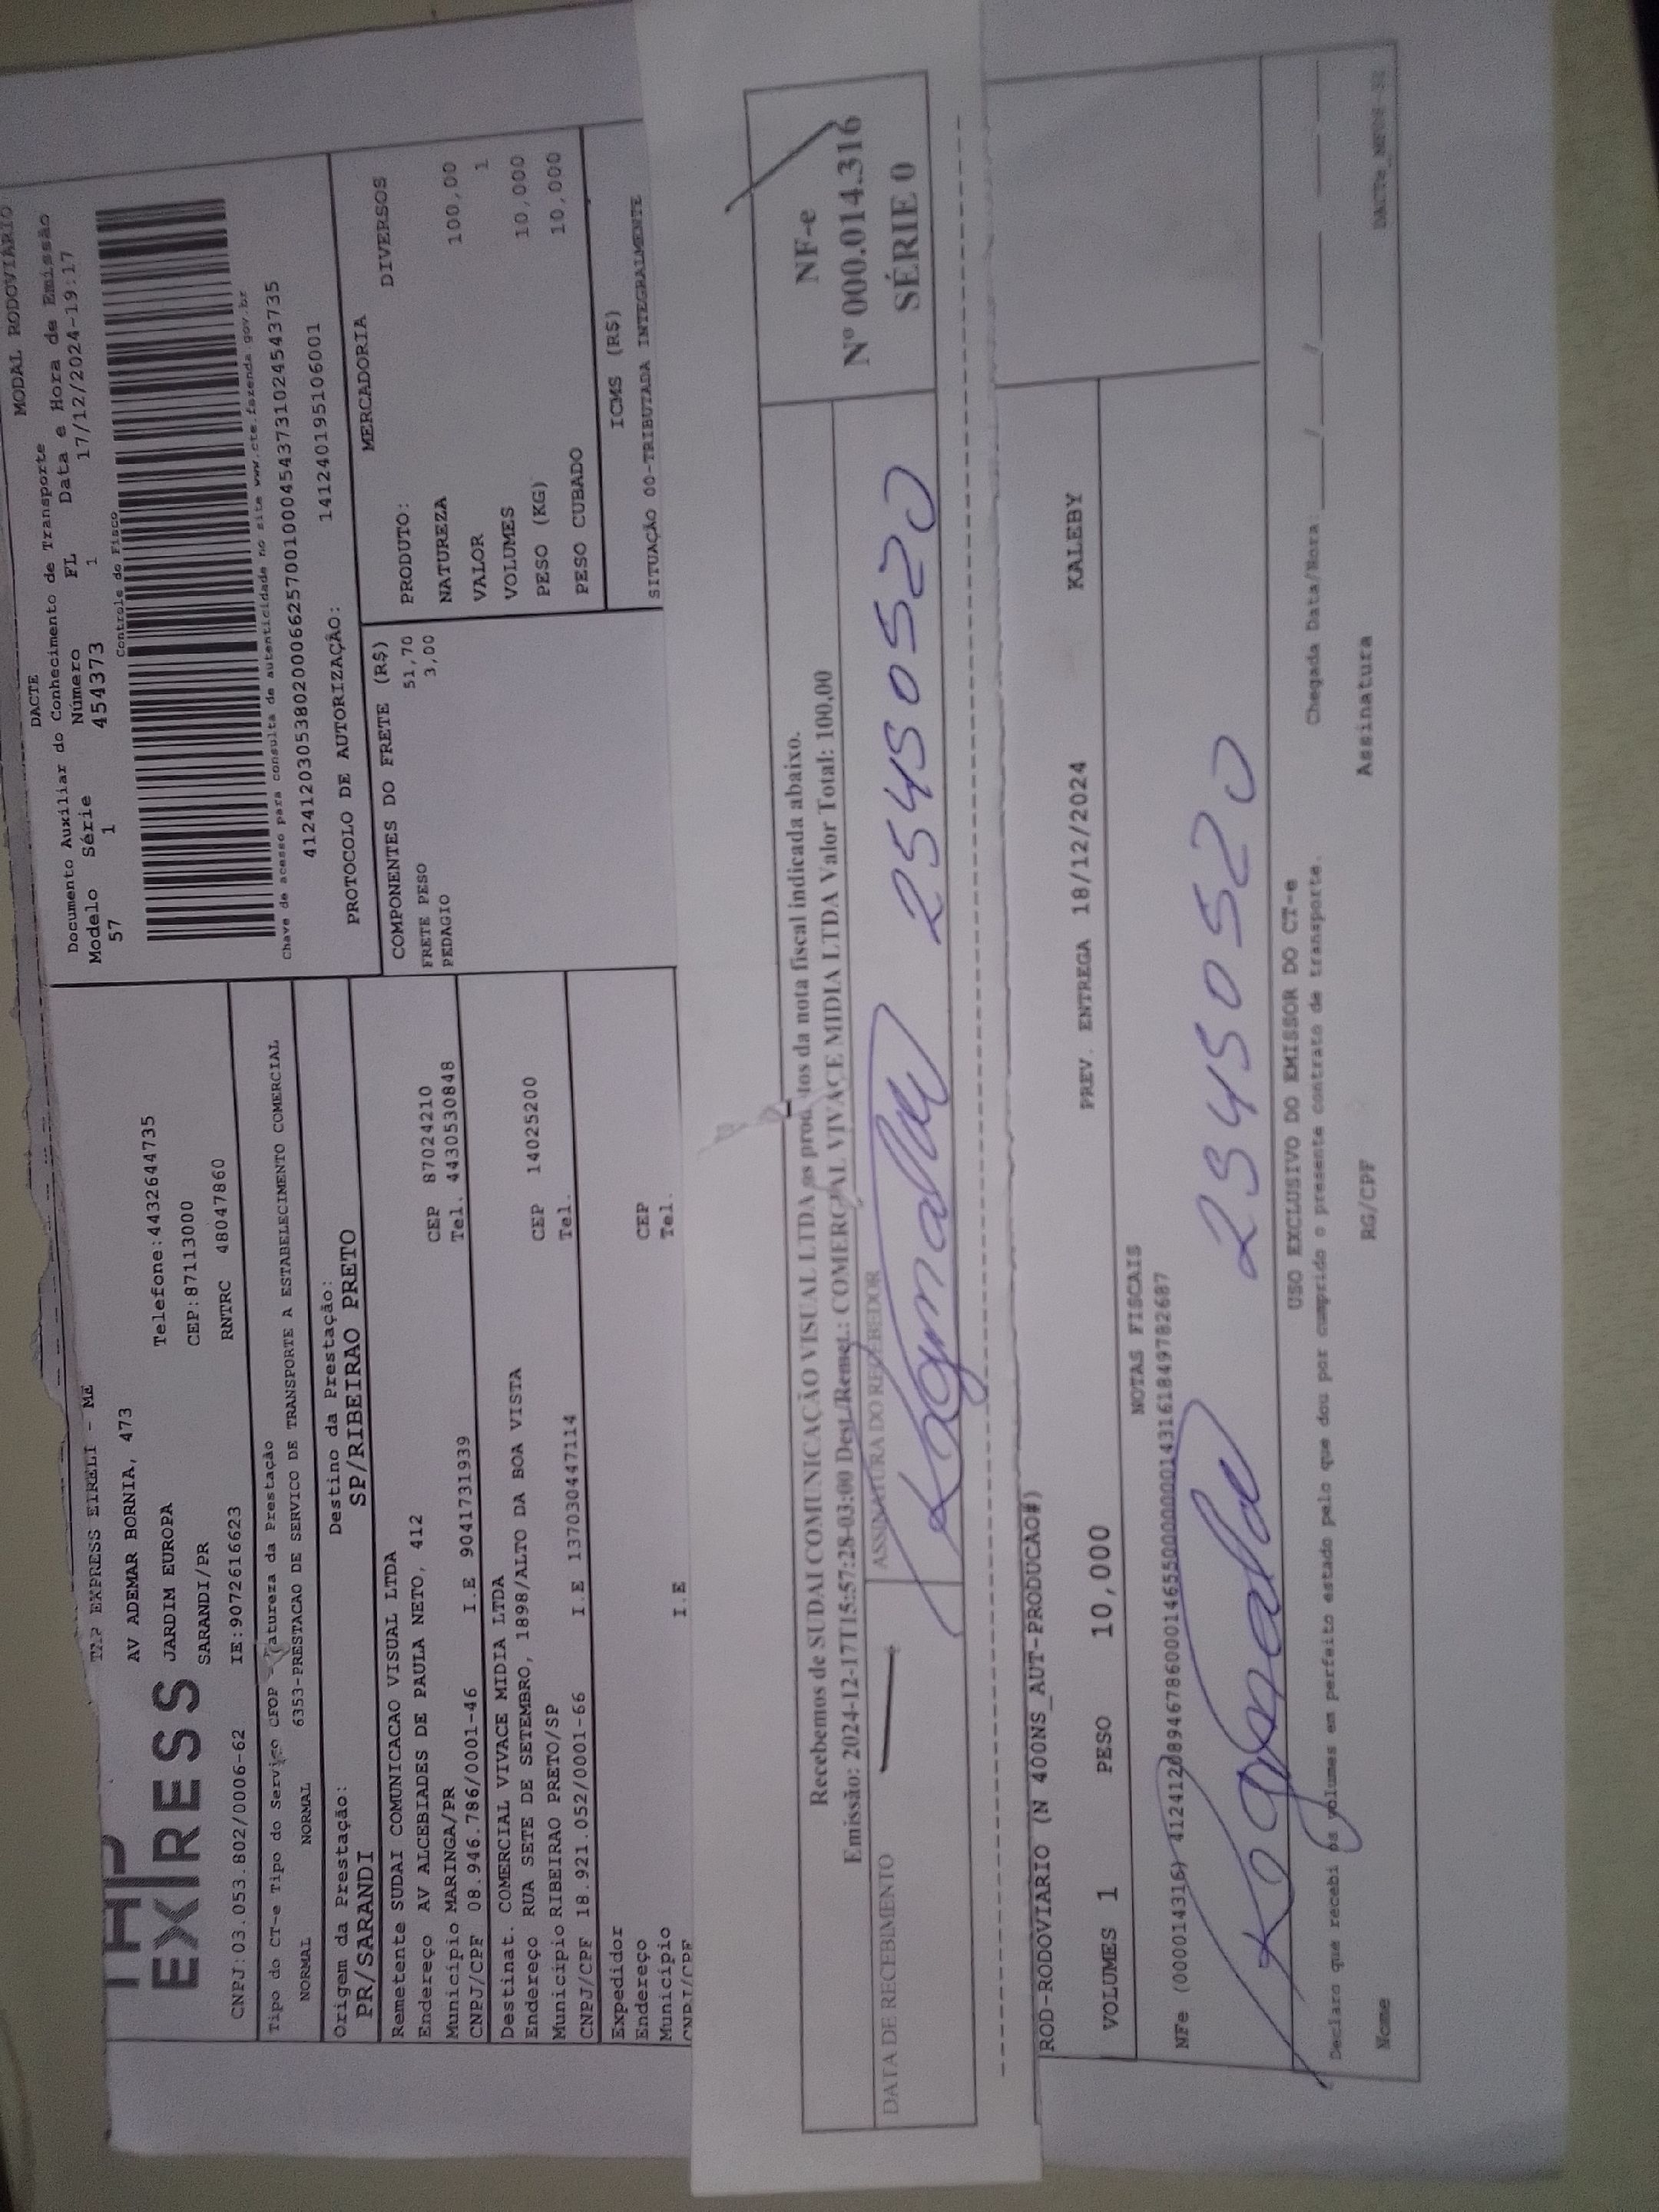 MODAL RODOVIÁRIO
DACTE
Documento Auxiliar do Conhecimento de Transporte
Modelo Série Número FL Data e Hora de Emissão
57 1 454373 1 17/12/2024-19:17
Controle do Fisco
Chave de acesso para consulta de autenticidade no site www.cte.fazenda.gov.br
41241203053802000662570010004543731024543735
PROTOCOLO DE AUTORIZAÇÃO: 141240195106001
EXPRESS
TAP EXPRESS EIRELI - ME
AV ADEMAR BORNIA, 473
JARDIM EUROPA Telefone:4432644735
SARANDI/PR CEP:87113000
CNPJ:03.053.802/0006-62 IE:9072616623 RNTRC 48047860
Tipo do CT-e Tipo do Serviço CFOP - Natureza da Prestação
NORMAL NORMAL 6353-PRESTACAO DE SERVICO DE TRANSPORTE A ESTABELECIMENTO COMERCIAL
Origem da Prestação: Destino da Prestação:
PR/SARANDI SP/RIBEIRAO PRETO
Remetente SUDAI COMUNICACAO VISUAL LTDA
Endereço AV ALCEBIADES DE PAULA NETO, 412
Município MARINGA/PR CEP 87024210
CNPJ/CPF 08.946.786/0001-46 I.E 9041731939 Tel. 4430530848
Destinat. COMERCIAL VIVACE MIDIA LTDA
Endereço RUA SETE DE SETEMBRO, 1898/ALTO DA BOA VISTA
Município RIBEIRAO PRETO/SP CEP 14025200
CNPJ/CPF 18.921.052/0001-66 I.E 137030447114 Tel.
Expedidor
Endereço
Município CEP
CNPJ/CPF I.E Tel.
COMPONENTES DO FRETE (R$)
FRETE PESO 51,70
PEDAGIO 3,00
MERCADORIA
PRODUTO: DIVERSOS
NATUREZA
VALOR 100,00
VOLUMES 1
PESO (KG) 10,000
PESO CUBADO 10,000
ICMS (R$)
SITUAÇÃO 00-TRIBUTADA INTEGRALMENTE
Recebemos de SUDAI COMUNICAÇÃO VISUAL LTDA os produtos da nota fiscal indicada abaixo.
Emissão: 2024-12-17T15:57:28-03:00 Dest/Remet.: COMERCIAL VIVACE MIDIA LTDA Valor Total: 100,00
DATA DE RECEBIMENTO ASSINATURA DO RECEBEDOR
25450520
NF-e
Nº 000.014.316
SÉRIE 0
ROD-RODOVIARIO (N 400NS_AUT-PRODUCAO#)
VOLUMES 1 PESO 10,000 PREV. ENTREGA 18/12/2024 KALEBY
NOTAS FISCAIS
NFe (000014316) 41241208946786000146550000000143161849782687
25450520
USO EXCLUSIVO DO EMISSOR DO CT-e
Declaro que recebi os volumes em perfeito estado pelo que dou por cumprido o presente contrato de transporte.
Chegada Data/Hora: / /
Nome RG/CPF Assinatura